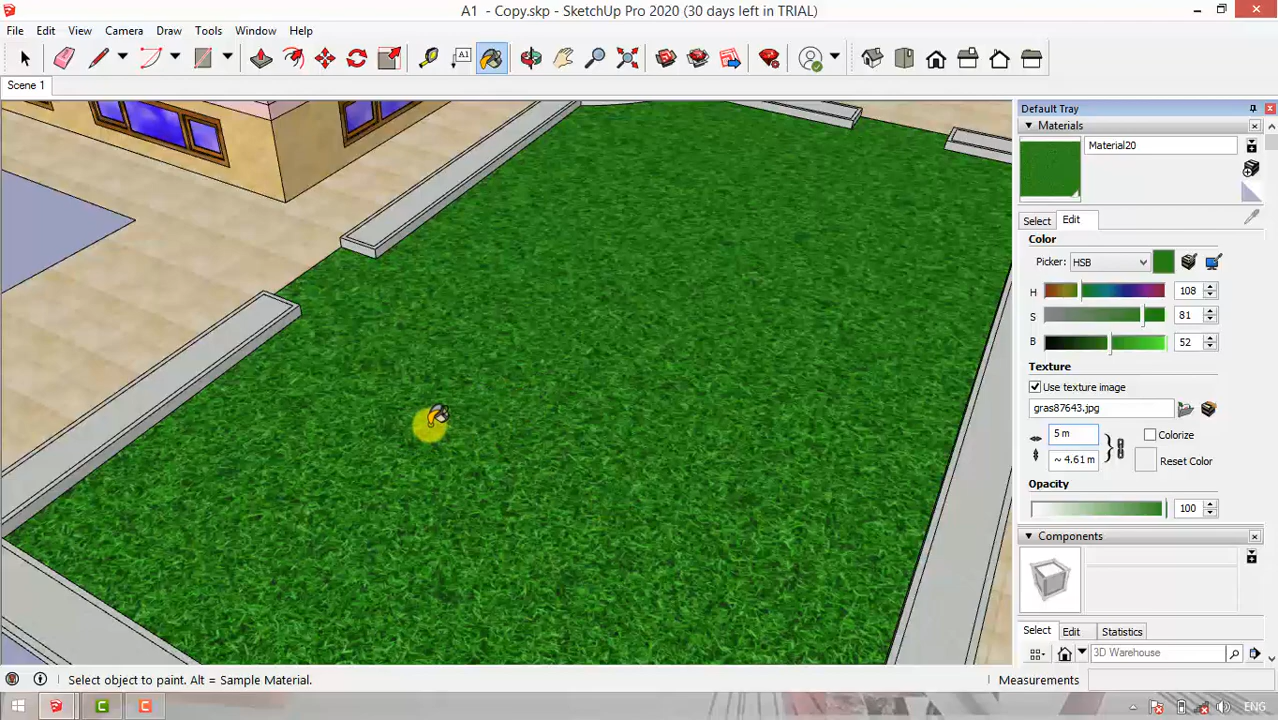 A1 - Copy.skp - SketchUp Pro 2020 (30 days left in TRIAL)
File Edit View Camera Draw Tools Window Help
A1
Scene 1
Default Tray
Materials
Material20
Select Edit
Color
Picker: HSB
H 108
S 81
B 52
Texture
Use texture image
gras87643.jpg
5 m
Colorize
~ 4.61 m
Reset Color
Opacity
100
Components
Select Edit Statistics
3D Warehouse
Select object to paint. Alt = Sample Material.
Measurements
ENG